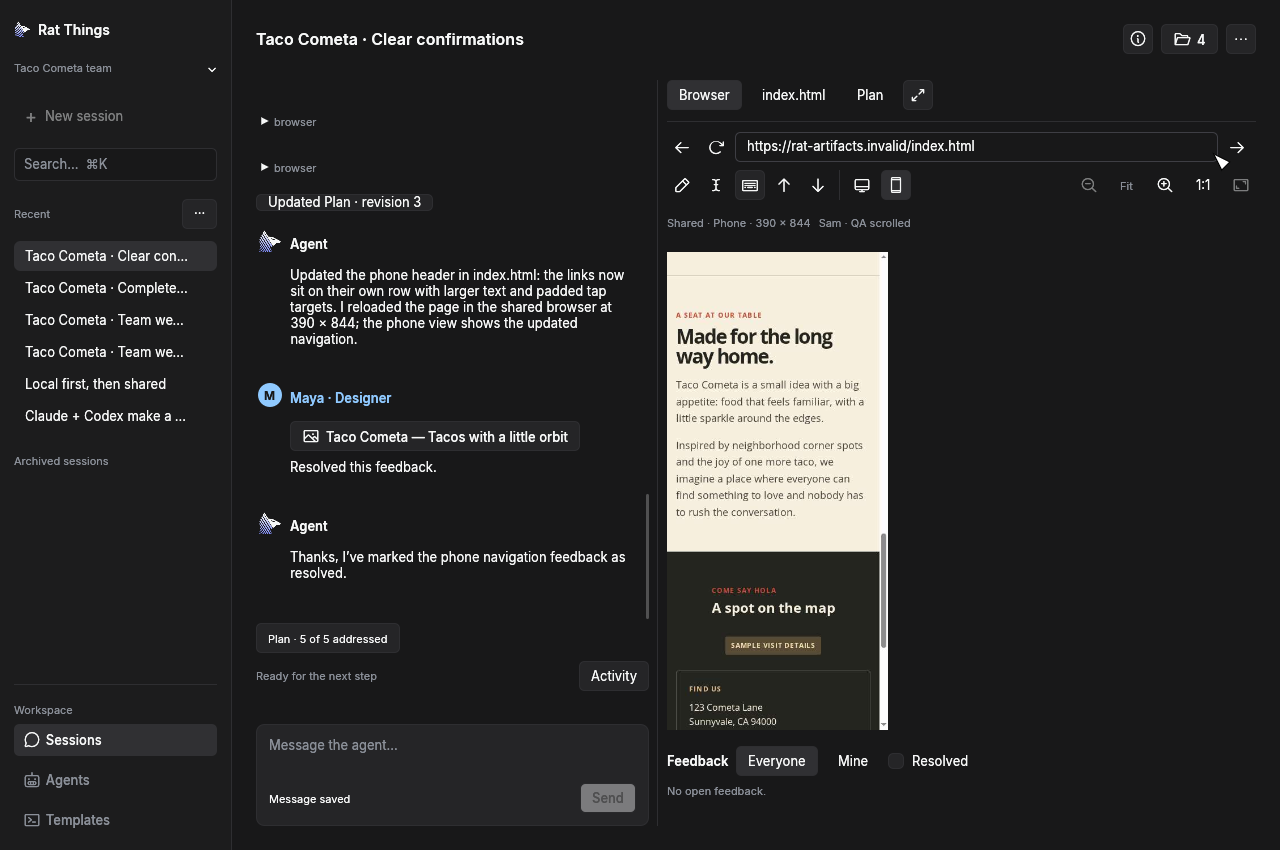 Rat Things
Taco Cometa team
+ New session
Search... ⌘K
Recent
Taco Cometa · Clear con...
Taco Cometa · Complete...
Taco Cometa · Team we...
Taco Cometa · Team we...
Local first, then shared
Claude + Codex make a ...
Archived sessions
Workspace
Sessions
Agents
Templates
Taco Cometa · Clear confirmations
4
browser
browser
Updated Plan · revision 3
Agent
Updated the phone header in index.html: the links now
sit on their own row with larger text and padded tap
targets. I reloaded the page in the shared browser at
390 × 844; the phone view shows the updated
navigation.
M
Maya · Designer
Taco Cometa — Tacos with a little orbit
Resolved this feedback.
Agent
Thanks, I’ve marked the phone navigation feedback as
resolved.
Plan · 5 of 5 addressed
Ready for the next step
Activity
Message the agent...
Message saved
Send
Browser
index.html
Plan
https://rat-artifacts.invalid/index.html
Fit
1:1
Shared · Phone · 390 × 844 Sam · QA scrolled
A SEAT AT OUR TABLE
Made for the long
way home.
Taco Cometa is a small idea with a big
appetite: food that feels familiar, with a
little sparkle around the edges.
Inspired by neighborhood corner spots
and the joy of one more taco, we
imagine a place where everyone can
find something to love and nobody has
to rush the conversation.
COME SAY HOLA
A spot on the map
SAMPLE VISIT DETAILS
FIND US
123 Cometa Lane
Sunnyvale, CA 94000
Feedback
Everyone
Mine
Resolved
No open feedback.